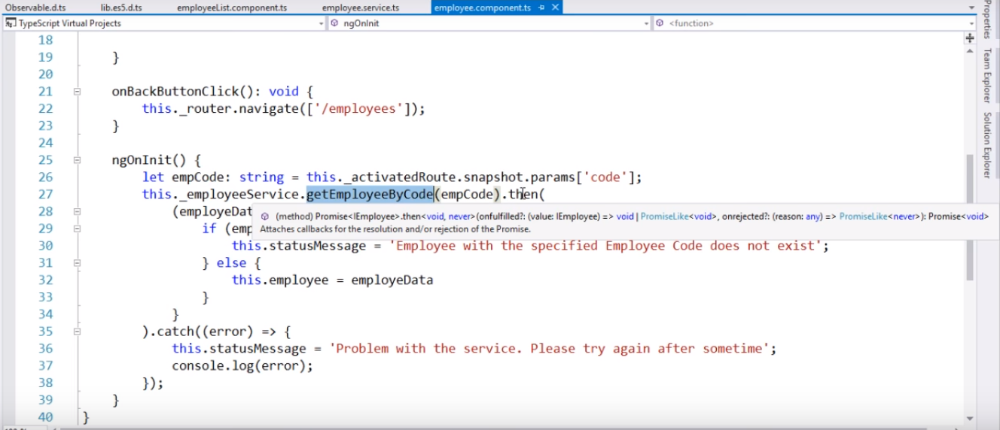 Observable.d.ts lib.es5.d.ts employeeList.component.ts employee.service.ts employee.component.ts
TypeScript Virtual Projects ngOnInit <function>
18
19 }
20
21 onBackButtonClick(): void {
22 this._router.navigate(['/employees']);
23 }
24
25 ngOnInit() {
26 let empCode: string = this._activatedRoute.snapshot.params['code'];
27 this._employeeService.getEmployeeByCode(empCode).then(
28 (employeDat
(method) Promise<IEmployee>.then<void, never>(onfulfilled?: (value: IEmployee) => void | PromiseLike<void>, onrejected?: (reason: any) => PromiseLike<never>): Promise<void>
Attaches callbacks for the resolution and/or rejection of the Promise.
29 if (emp
30 this.statusMessage = 'Employee with the specified Employee Code does not exist';
31 } else {
32 this.employee = employeData
33 }
34 }
35 ).catch((error) => {
36 this.statusMessage = 'Problem with the service. Please try again after sometime';
37 console.log(error);
38 });
39 }
40 }
Properties
Team Explorer
Solution Explorer